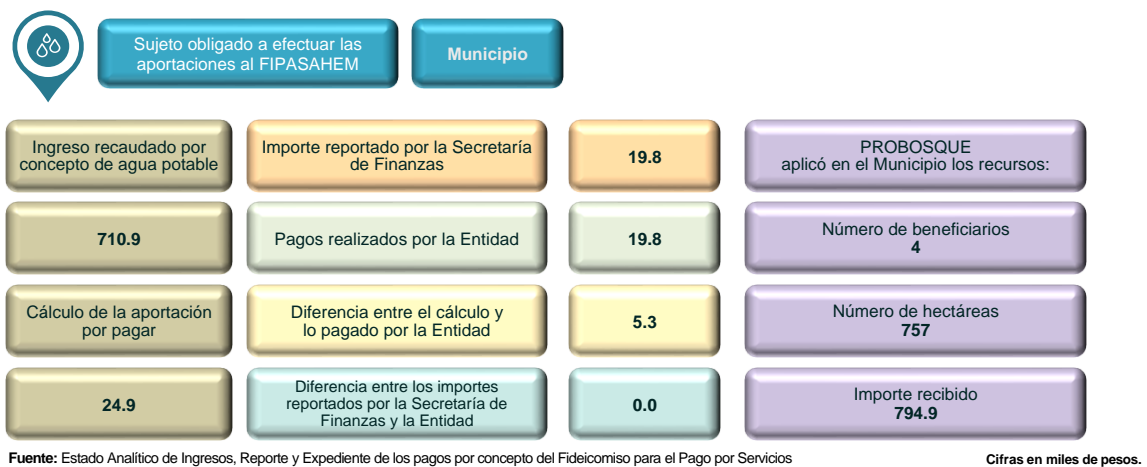 Sujeto obligado a efectuar las
aportaciones al FIPASAHEM
Municipio
Ingreso recaudado por
concepto de agua potable
Importe reportado por la Secretaría
de Finanzas
19.8
PROBOSQUE
aplicó en el Municipio los recursos:
710.9
Pagos realizados por la Entidad
19.8
Número de beneficiarios
4
Cálculo de la aportación
por pagar
Diferencia entre el cálculo y
lo pagado por la Entidad
5.3
Número de hectáreas
757
24.9
Diferencia entre los importes
reportados por la Secretaría de
Finanzas y la Entidad
0.0
Importe recibido
794.9
Fuente: Estado Analítico de Ingresos, Reporte y Expediente de los pagos por concepto del Fideicomiso para el Pago por Servicios
Cifras en miles de pesos.